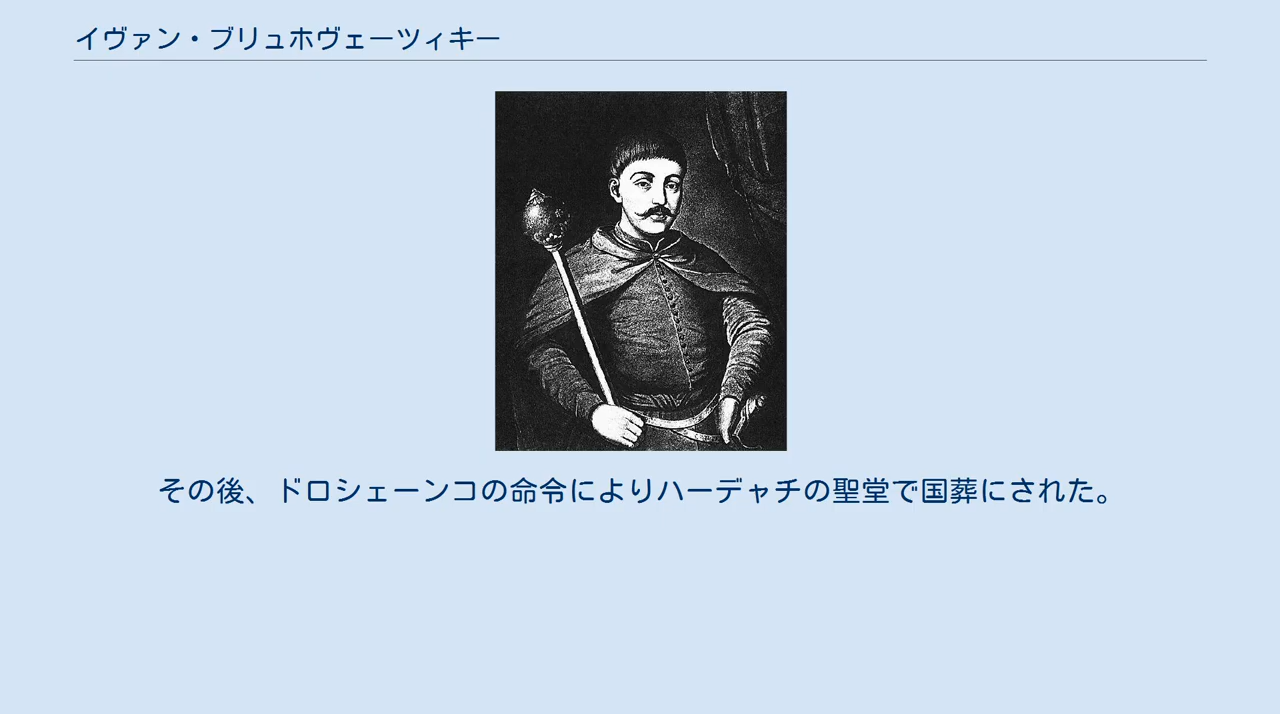 イヴァン・ブリュホヴェーツィキー
その後、ドロシェーンコの命令によりハーデャチの聖堂で国葬にされた。